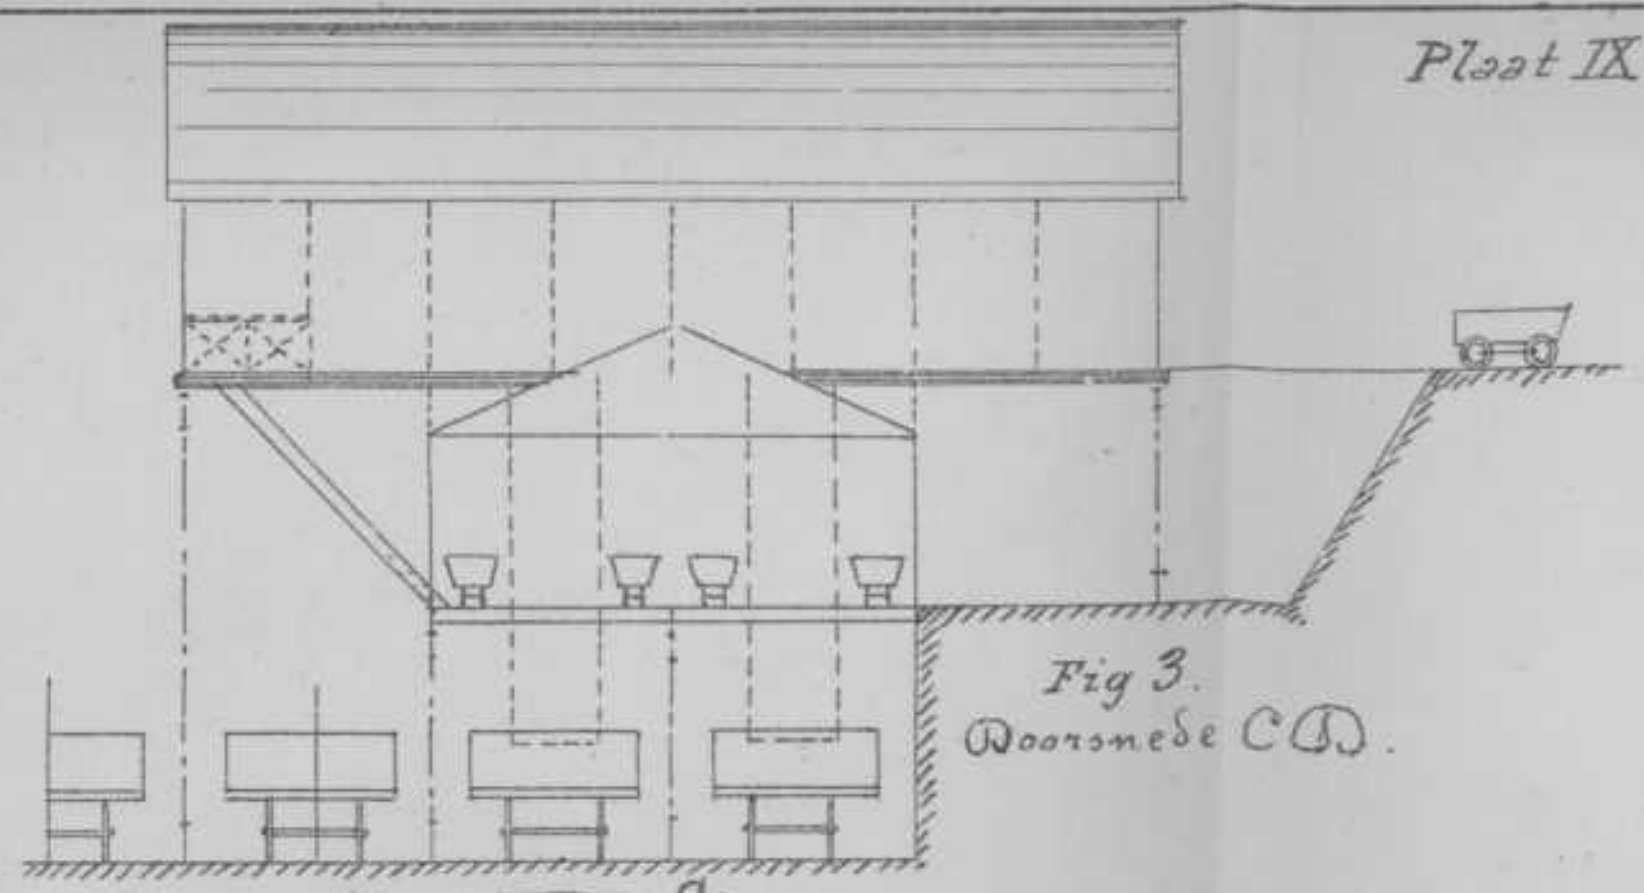 Plaat IX
Fig 3.
Doorsnede C D.